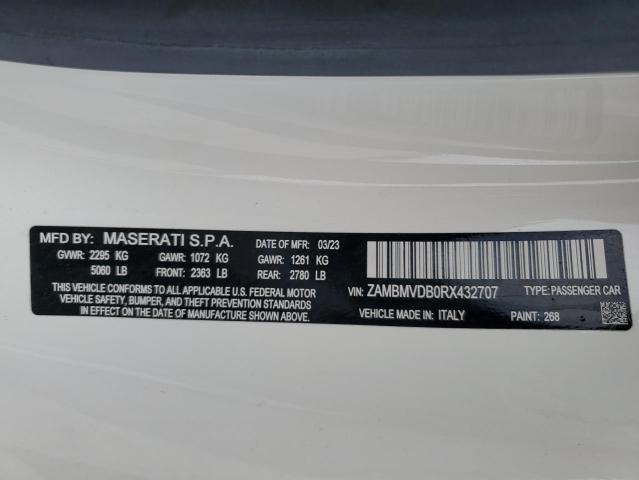 MFD BY: MASERATI S.P.A. DATE OF MFR: 03/23
GVWR: 2295 KG GAWR: 1072 KG GAWR: 1261 KG
5060 LB FRONT: 2363 LB REAR: 2780 LB
THIS VEHICLE CONFORMS TO ALL APPLICABLE U.S. FEDERAL MOTOR
VEHICLE SAFETY, BUMPER, AND THEFT PREVENTION STANDARDS
IN EFFECT ON THE DATE OF MANUFACTURE SHOWN ABOVE.
VIN: ZAMBMVDB0RX432707 TYPE: PASSENGER CAR
VEHICLE MADE IN: ITALY PAINT: 268